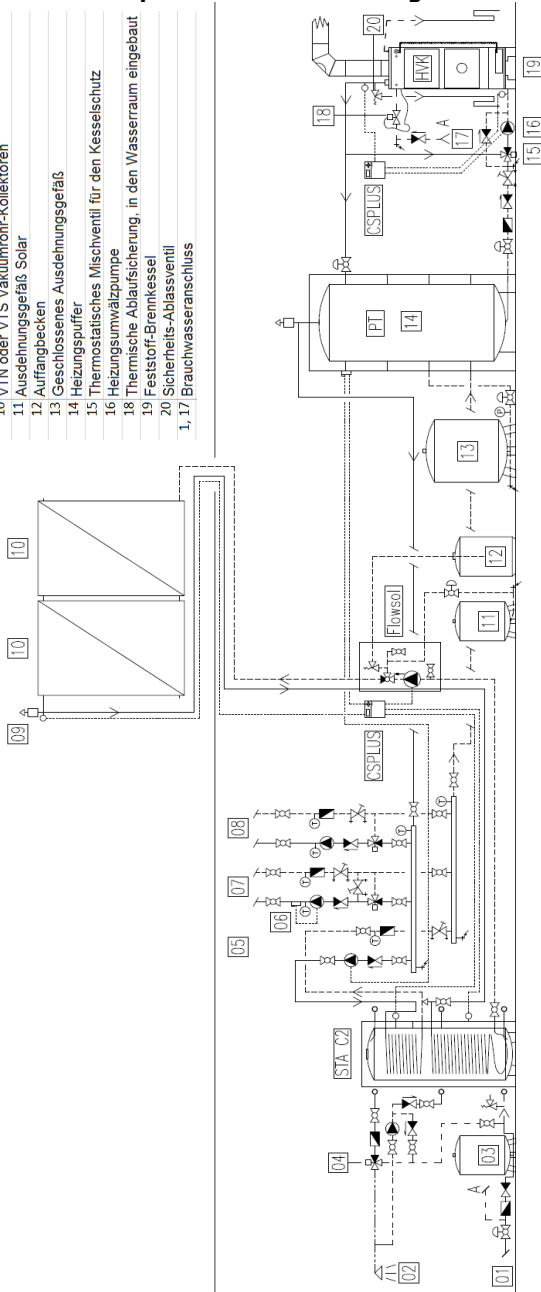 10 VTN oder VTS Vakuumrohr-Kollektoren
11 Ausdehnungsgefäß Solar
12 Auffangbecken
13 Geschlossenes Ausdehnungsgefäß
14 Heizungspuffer
15 Thermostatisches Mischventil für den Kesselschutz
16 Heizungsumwälzpumpe
18 Thermische Ablaufsicherung, in den Wasserraum eingebaut
19 Feststoff-Brennkessel
20 Sicherheits-Ablassventil
1, 17 Brauchwasseranschluss
09
10
10
05
06
07
08
T
T
T
T
T
T
T
STA C2
CSPLUS
Flowsol
PT
14
CSPLUS
18
20
HVK
A
17
04
02
03
A
01
11
12
13
P
15
16
19